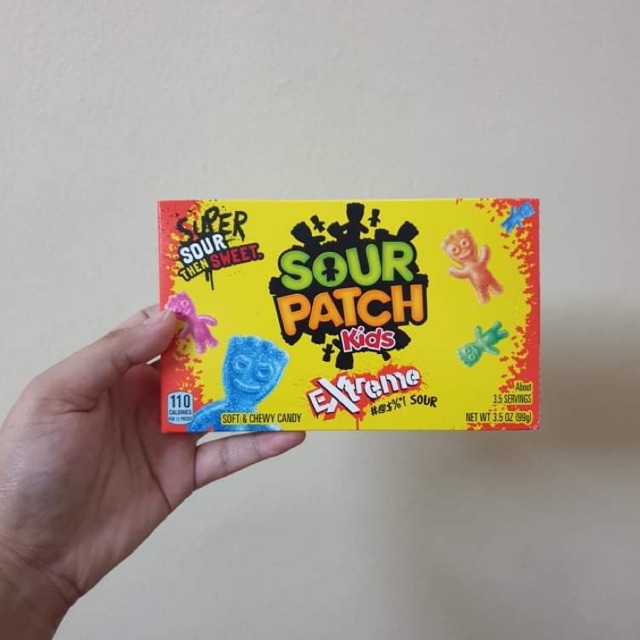 SUPER
SOUR
THEN SWEET.
SOUR
PATCH
Kids
EXtreme
#@$%*! SOUR
110
CALORIES
SOFT & CHEWY CANDY
About
3.5 SERVINGS
NET WT 3.5 OZ (99g)